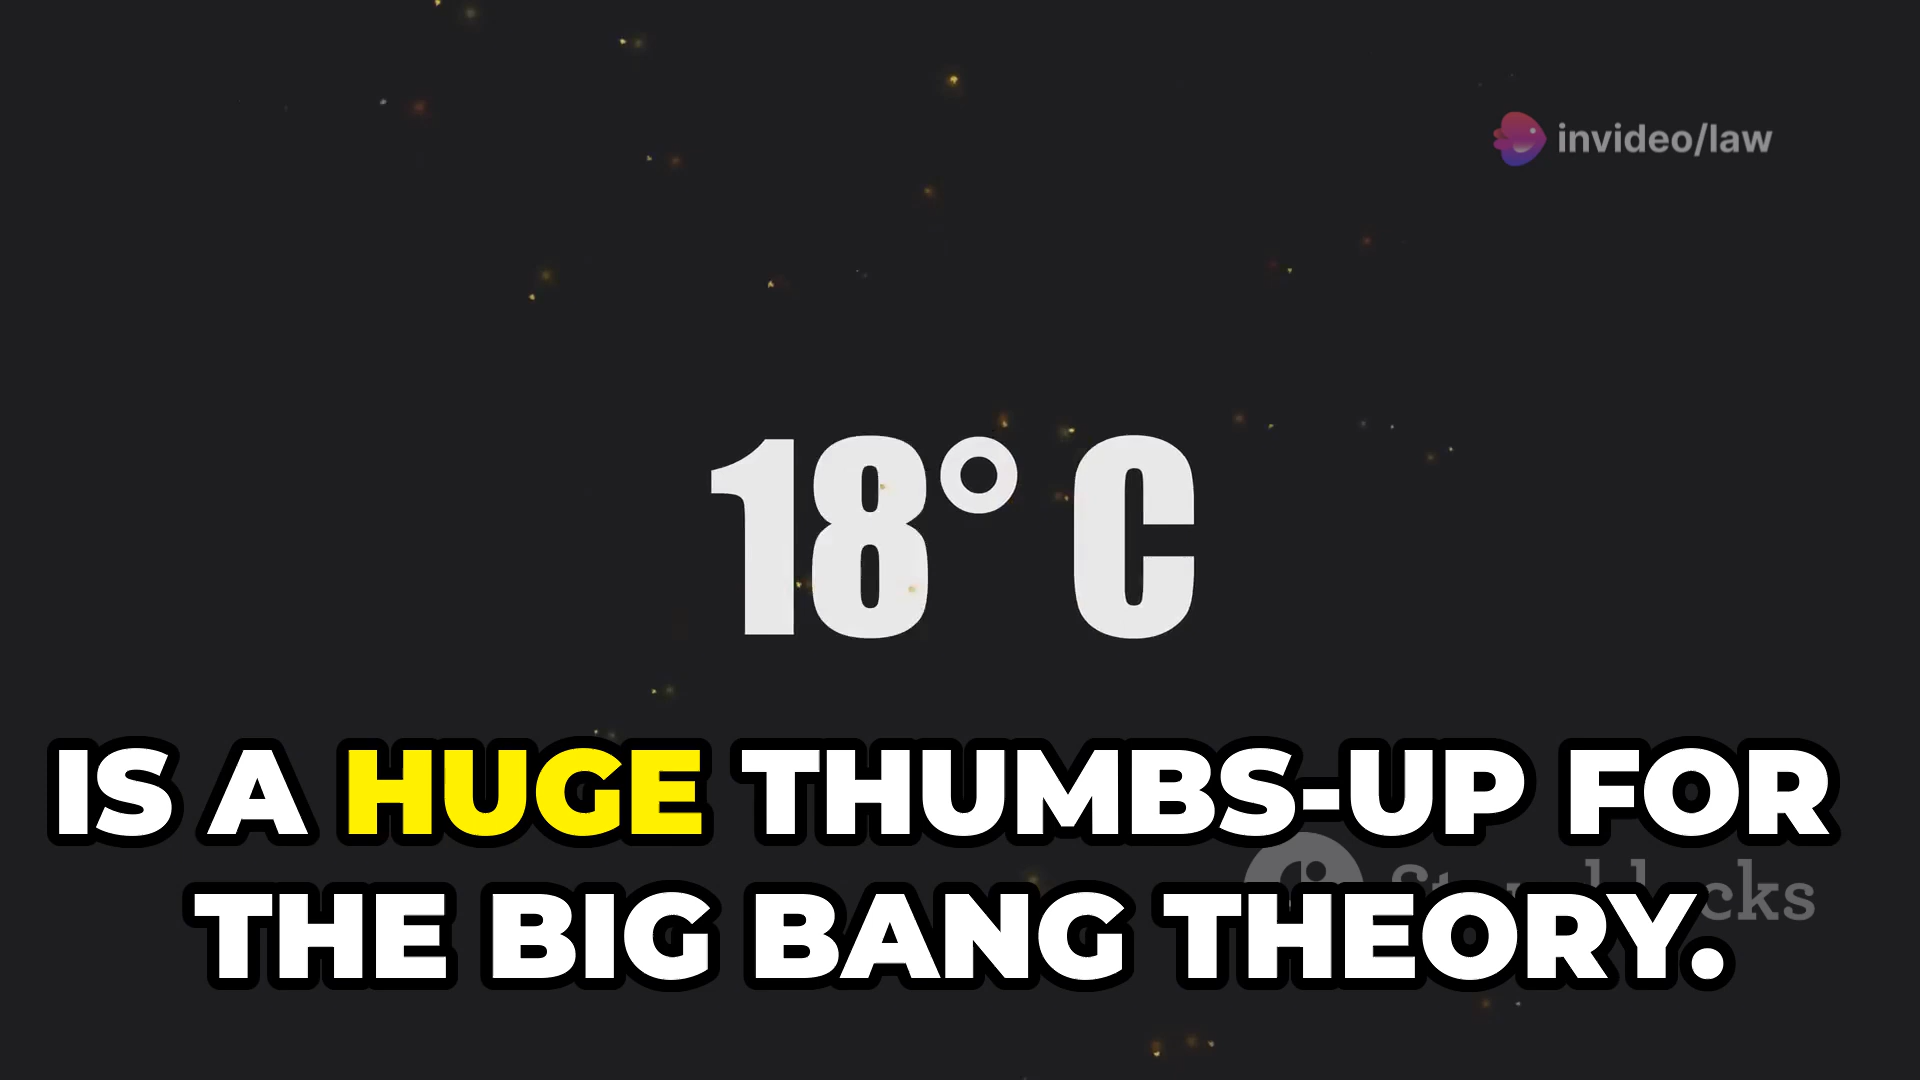 invideo/law
18° C
IS A HUGE THUMBS-UP FOR
THE BIG BANG THEORY.